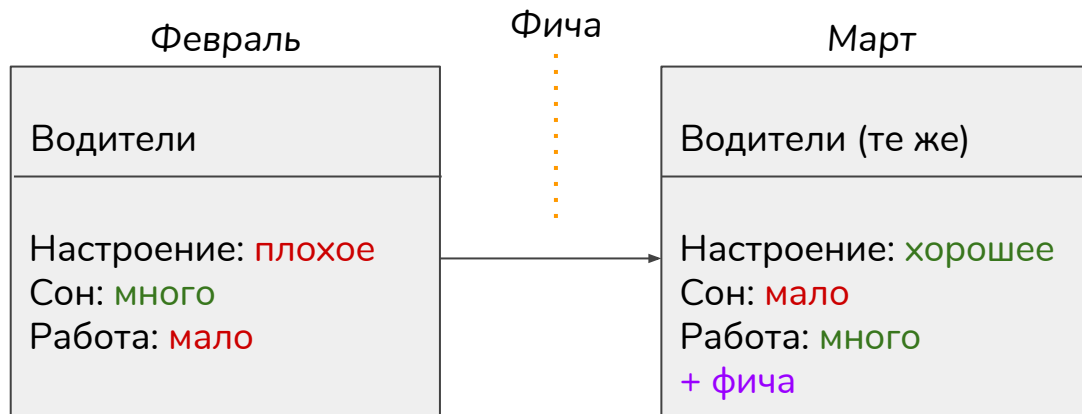 Февраль
Фича
Март
Водители
Настроение: плохое
Сон: много
Работа: мало
Водители (те же)
Настроение: хорошее
Сон: мало
Работа: много
+ фича